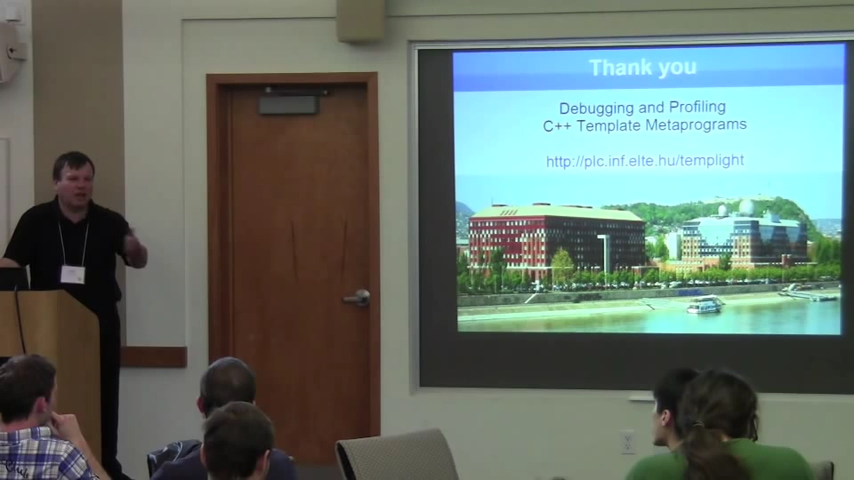 Thank you
Debugging and Profiling
C++ Template Metaprograms
http://plc.inf.elte.hu/templight